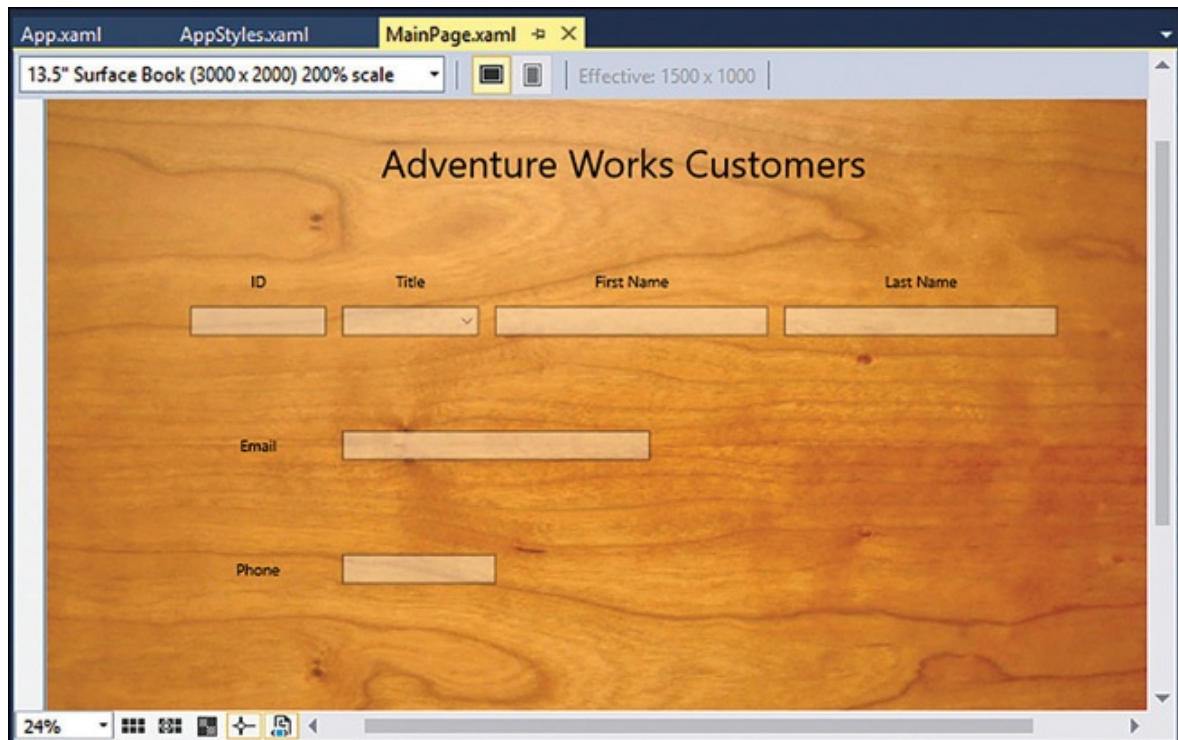 App.xaml AppStyles.xaml MainPage.xaml
13.5" Surface Book (3000 x 2000) 200% scale Effective: 1500 x 1000
Adventure Works Customers
ID Title First Name Last Name
Email
Phone
24%